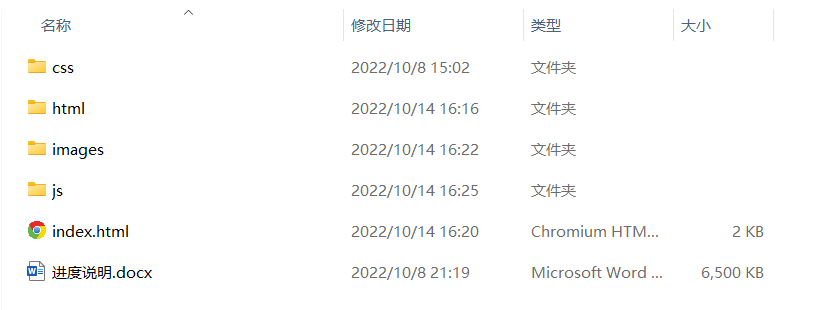 名称 修改日期 类型 大小
css 2022/10/8 15:02 文件夹
html 2022/10/14 16:16 文件夹
images 2022/10/14 16:22 文件夹
js 2022/10/14 16:25 文件夹
index.html 2022/10/14 16:20 Chromium HTM... 2 KB
进度说明.docx 2022/10/8 21:19 Microsoft Word ... 6,500 KB